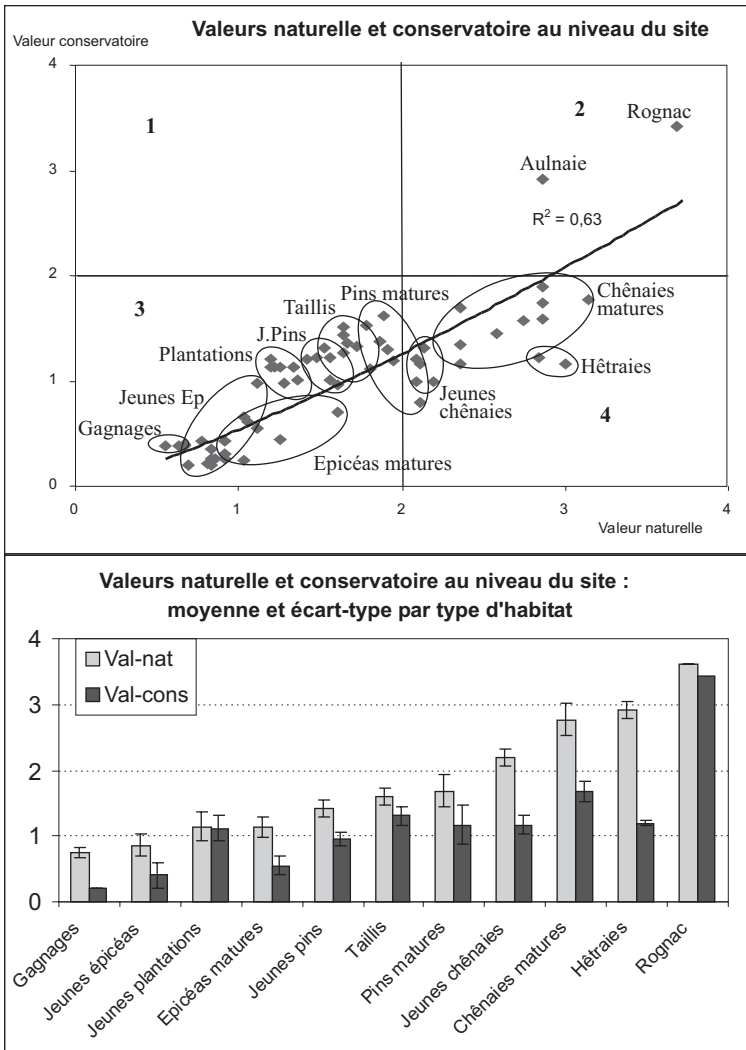 Valeurs naturelle et conservatoire au niveau du site
Valeur conservatoire
4
3
2
1
0
0
1
2
3
4
Valeur naturelle
1
2
3
4
Rognac
Aulnaie
R² = 0,63
Pins matures
Chênaies
matures
Taillis
J.Pins
Plantations
Hêtraies
Jeunes Ep
Jeunes
chênaies
Gagnages
Epicéas matures
Valeurs naturelle et conservatoire au niveau du site :
moyenne et écart-type par type d'habitat
4
3
2
1
0
Val-nat
Val-cons
Gagnages
Jeunes épicéas
Jeunes plantations
Epicéas matures
Jeunes pins
Taillis
Pins matures
Jeunes chênaies
Chênaies matures
Hêtraies
Rognac